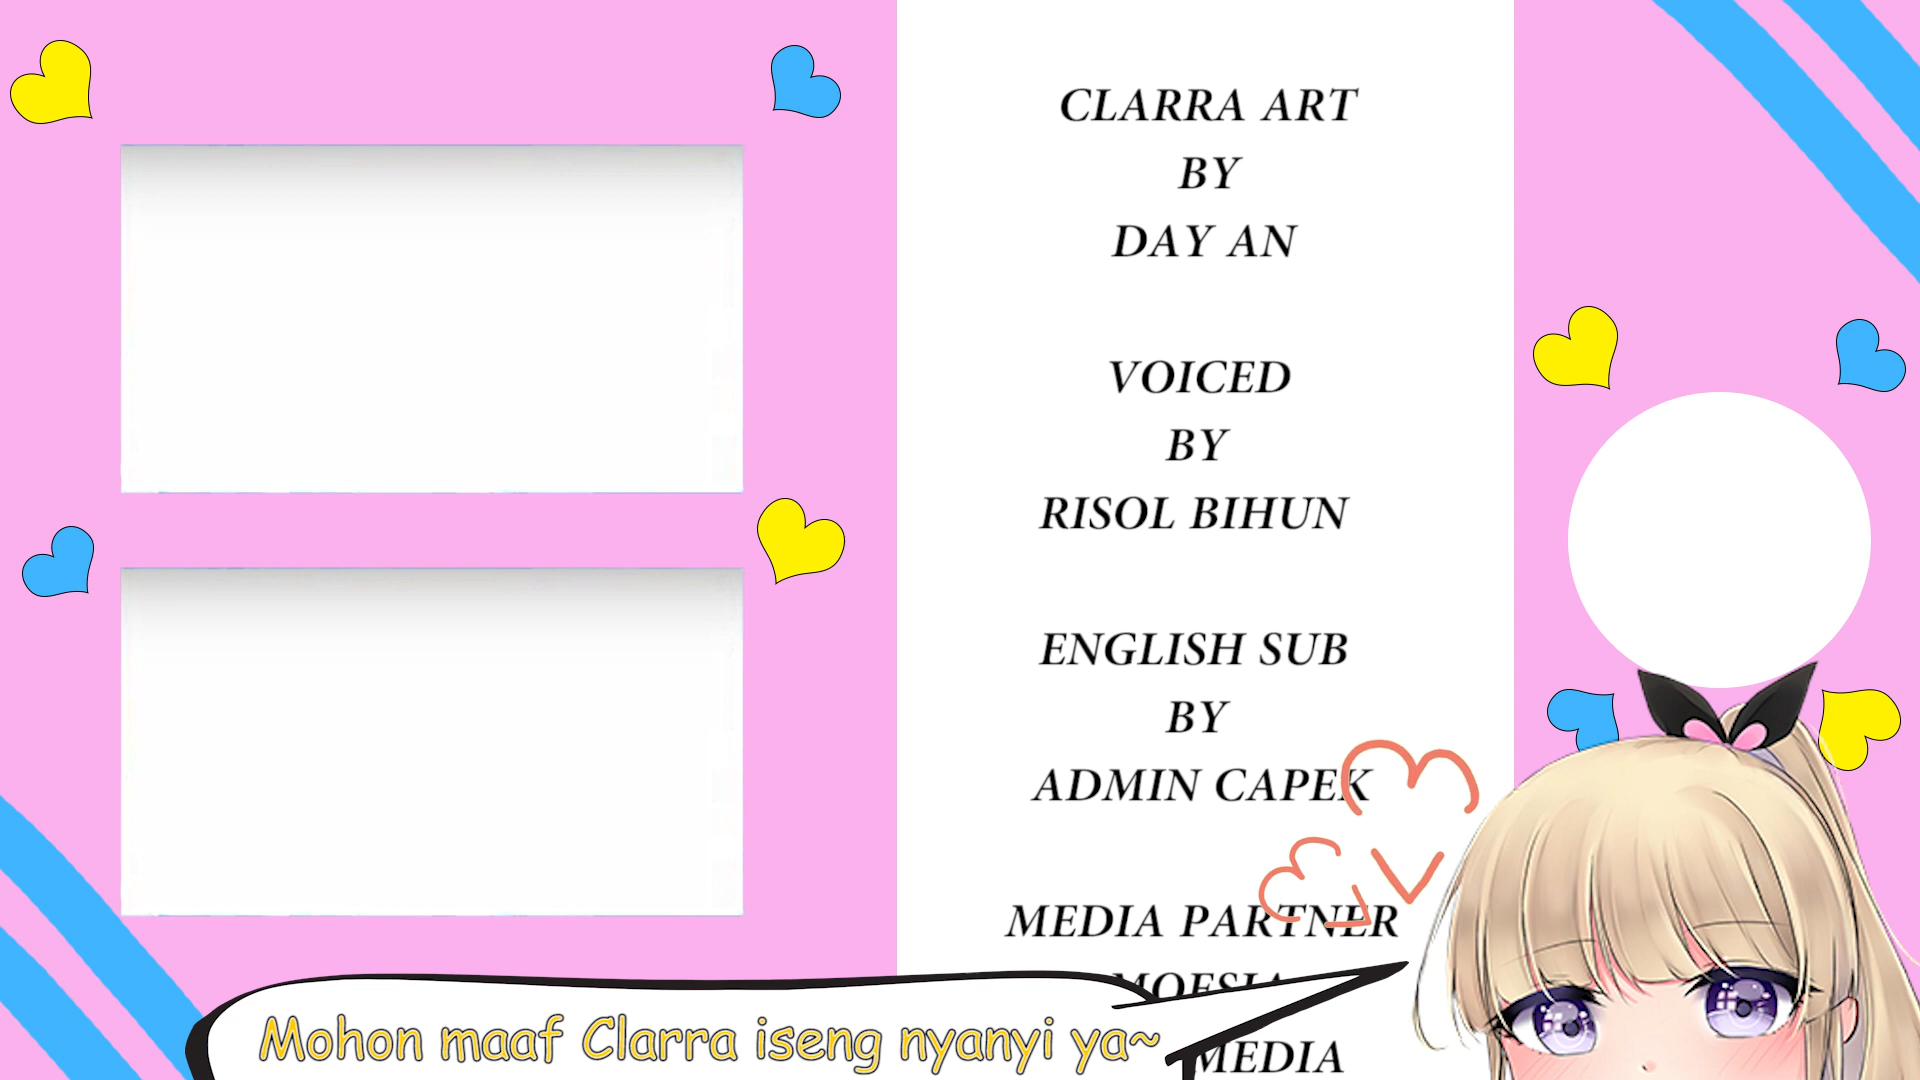 CLARRA ART
BY
DAY AN
VOICED
BY
RISOL BIHUN
ENGLISH SUB
BY
ADMIN CAPEK
MEDIA PARTNER
MOESIA
MEDIA
Mohon maaf Clarra iseng nyanyi ya~